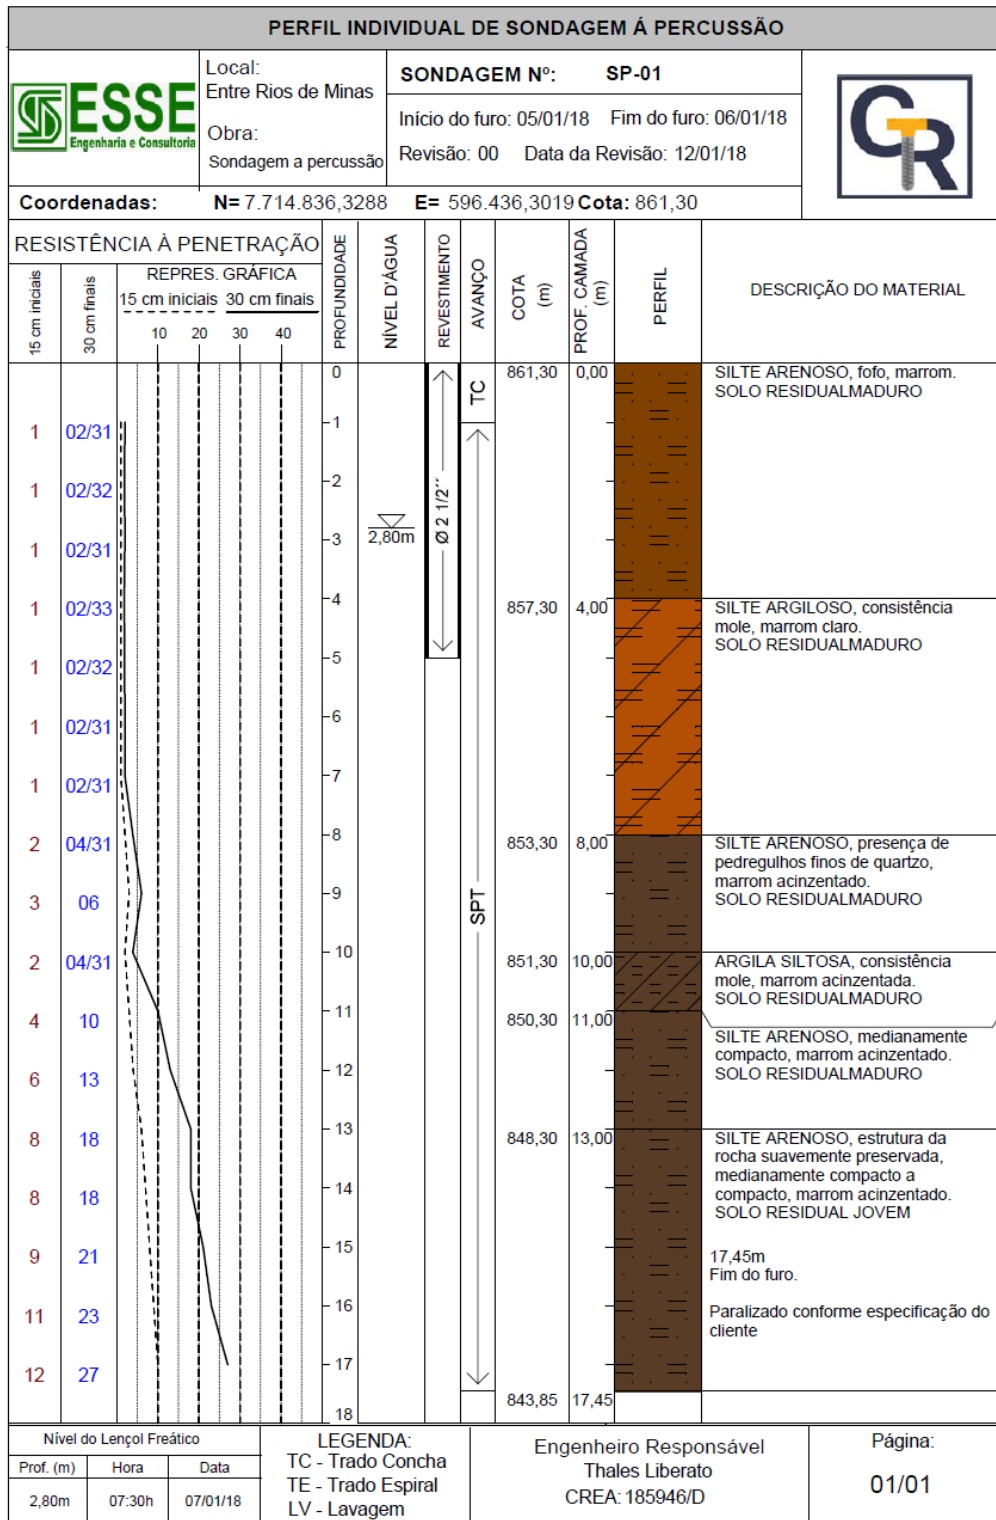 PERFIL INDIVIDUAL DE SONDAGEM Á PERCUSSÃO
ESSE
Engenharia e Consultoria
Local:
Entre Rios de Minas
Obra:
Sondagem a percussão
SONDAGEM Nº: SP-01
Início do furo: 05/01/18 Fim do furo: 06/01/18
Revisão: 00 Data da Revisão: 12/01/18
CTR
Coordenadas: N= 7.714.836,3288 E= 596.436,3019 Cota: 861,30
RESISTÊNCIA À PENETRAÇÃO
15 cm iniciais
30 cm finais
REPRES. GRÁFICA
15 cm iniciais 30 cm finais
10 20 30 40
PROFUNDIDADE
NÍVEL D'ÁGUA
REVESTIMENTO
AVANÇO
COTA
(m)
PROF. CAMADA
(m)
PERFIL
DESCRIÇÃO DO MATERIAL
0
TC
861,30 0,00
SILTE ARENOSO, fofo, marrom.
SOLO RESIDUALMADURO
1
1 02/31
2
1 02/32
Ø 2 1/2´´
2,80m
3
1 02/31
4
1 02/33
857,30 4,00
SILTE ARGILOSO, consistência
mole, marrom claro.
SOLO RESIDUALMADURO
5
1 02/32
6
1 02/31
7
1 02/31
8
2 04/31
853,30 8,00
SILTE ARENOSO, presença de
pedregulhos finos de quartzo,
marrom acinzentado.
SOLO RESIDUALMADURO
9
3 06
SPT
10
2 04/31
851,30 10,00
ARGILA SILTOSA, consistência
mole, marrom acinzentada.
SOLO RESIDUALMADURO
11
4 10
850,30 11,00
SILTE ARENOSO, medianamente
compacto, marrom acinzentado.
SOLO RESIDUALMADURO
12
6 13
13
8 18
848,30 13,00
SILTE ARENOSO, estrutura da
rocha suavemente preservada,
medianamente compacto a
compacto, marrom acinzentado.
SOLO RESIDUAL JOVEM
14
8 18
15
9 21
17,45m
Fim do furo.
16
11 23
Paralizado conforme especificação do
cliente
17
12 27
843,85 17,45
18
Nível do Lençol Freático
Prof. (m) Hora Data
2,80m 07:30h 07/01/18
LEGENDA:
TC - Trado Concha
TE - Trado Espiral
LV - Lavagem
Engenheiro Responsável
Thales Liberato
CREA: 185946/D
Página:
01/01